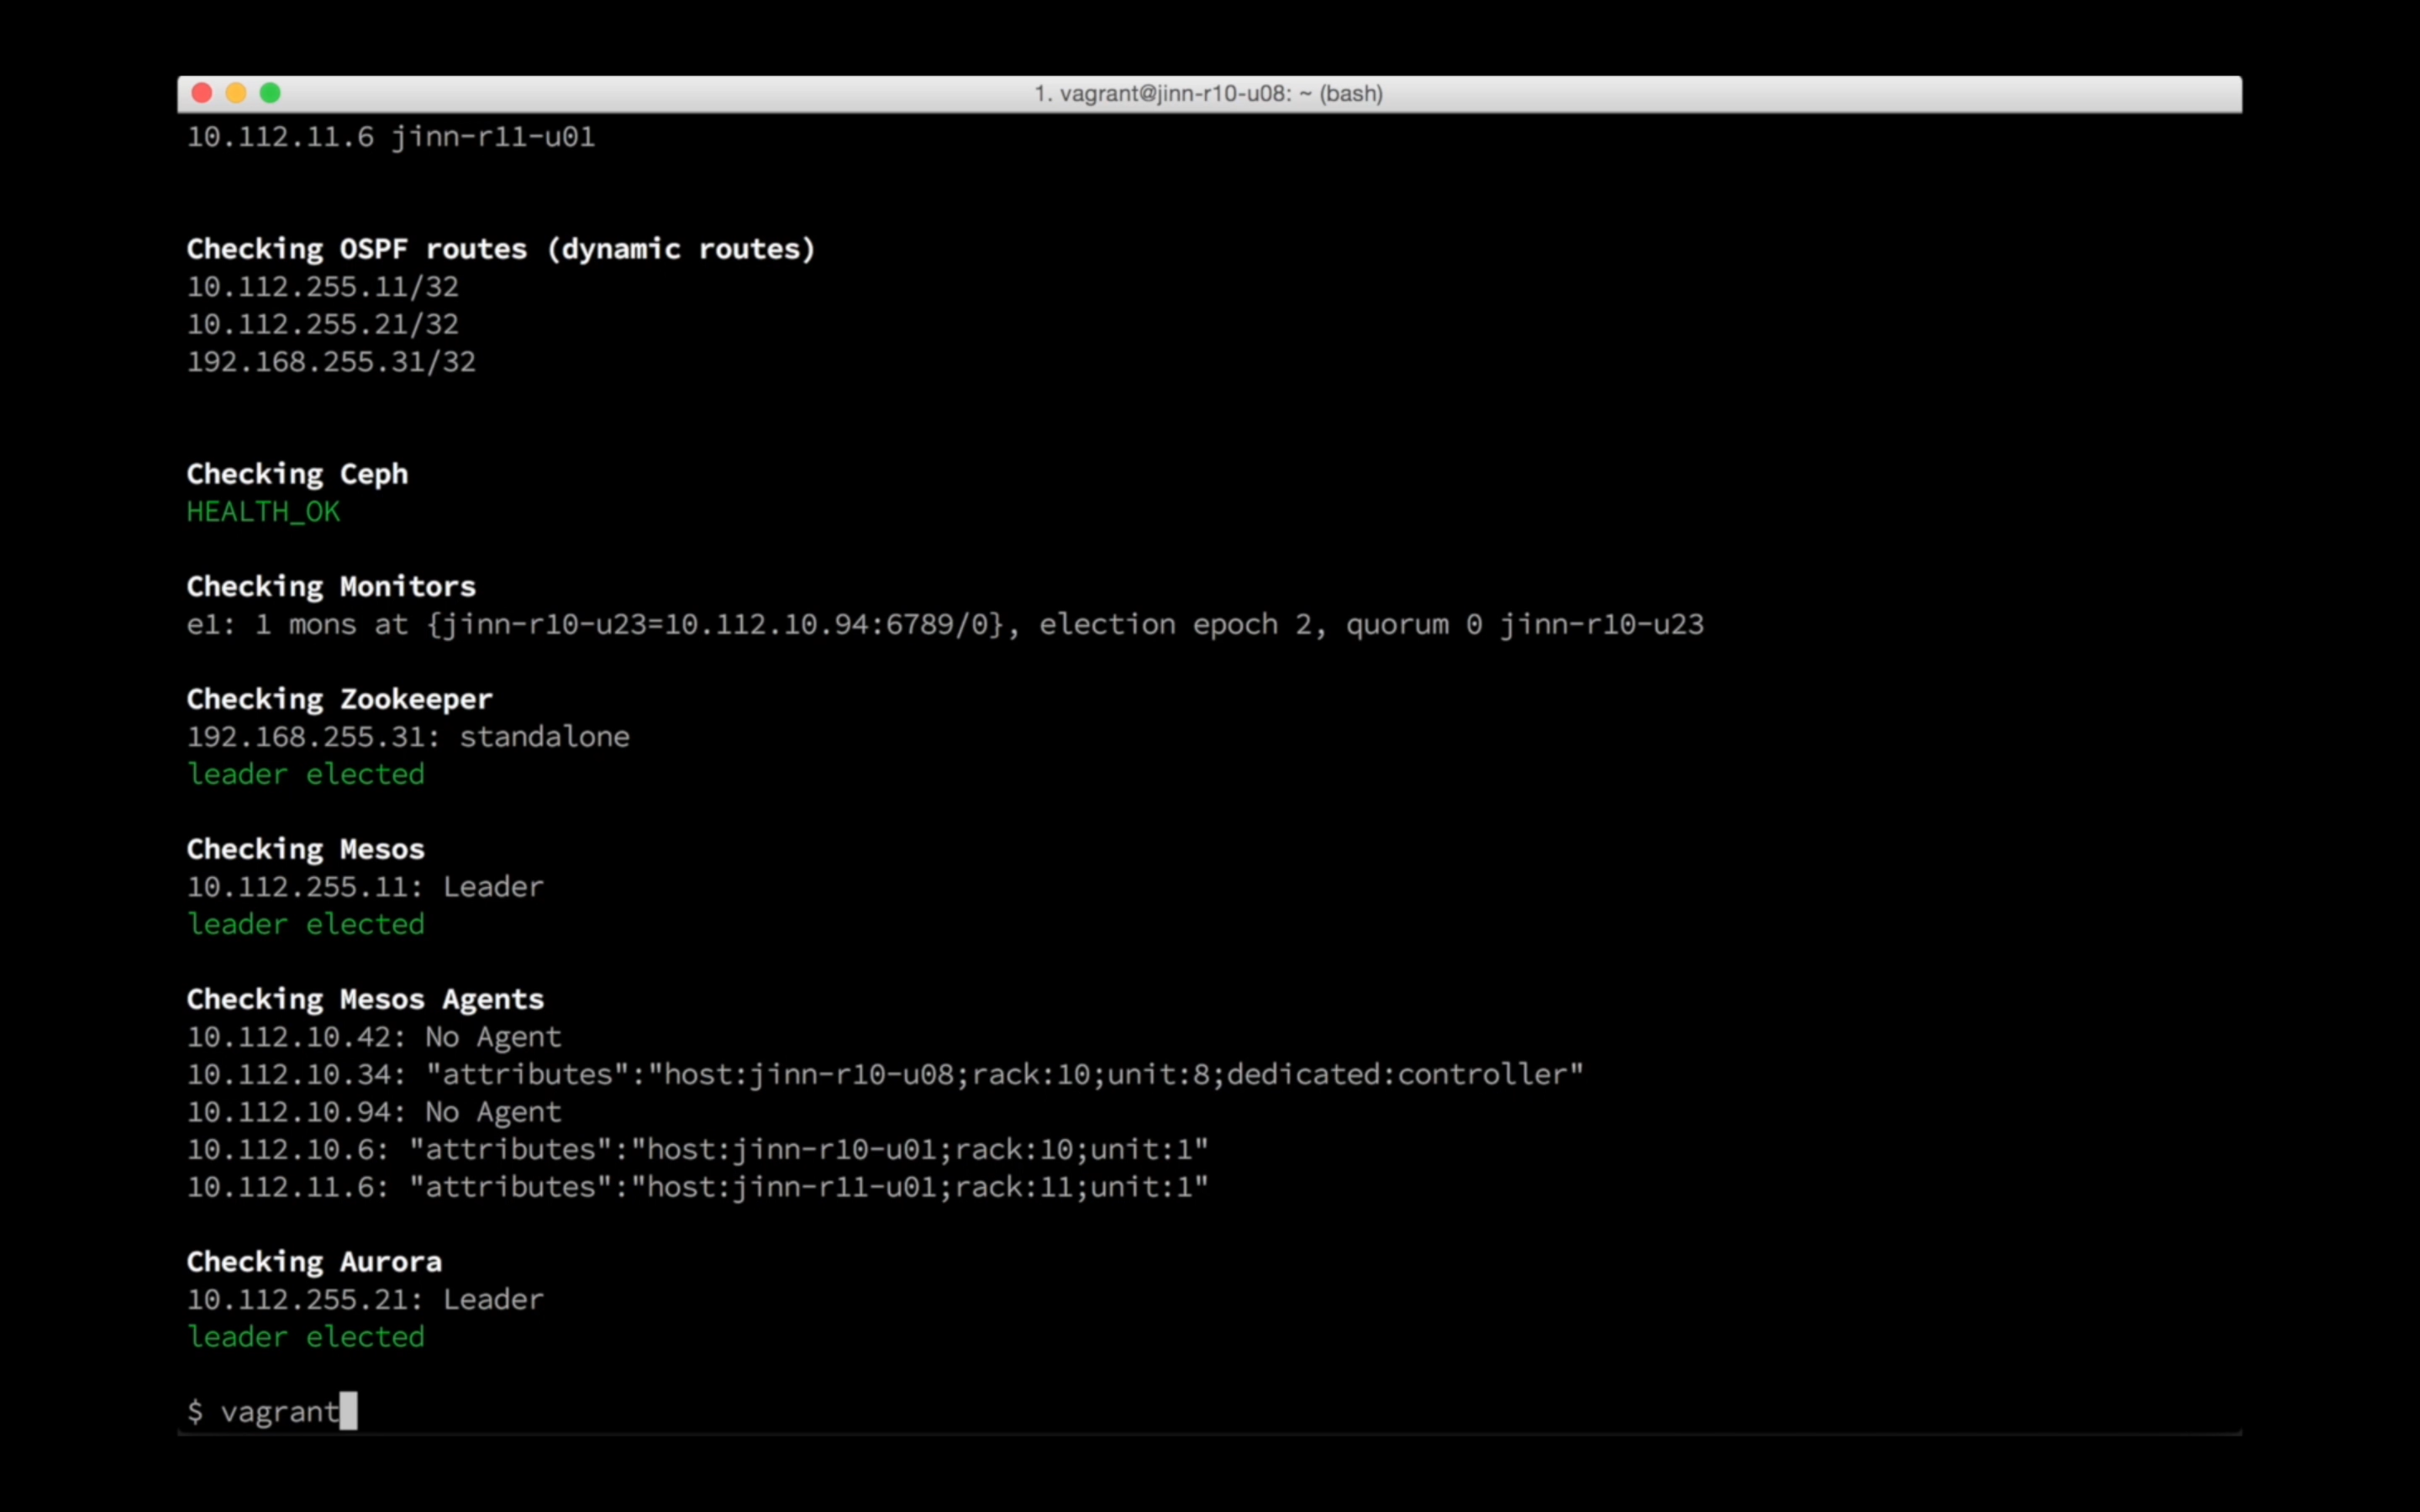 1. vagrant@jinn-r10-u08: ~ (bash)
10.112.11.6 jinn-r11-u01
Checking OSPF routes (dynamic routes)
10.112.255.11/32
10.112.255.21/32
192.168.255.31/32
Checking Ceph
HEALTH_OK
Checking Monitors
e1: 1 mons at {jinn-r10-u23=10.112.10.94:6789/0}, election epoch 2, quorum 0 jinn-r10-u23
Checking Zookeeper
192.168.255.31: standalone
leader elected
Checking Mesos
10.112.255.11: Leader
leader elected
Checking Mesos Agents
10.112.10.42: No Agent
10.112.10.34: "attributes":"host:jinn-r10-u08;rack:10;unit:8;dedicated:controller"
10.112.10.94: No Agent
10.112.10.6: "attributes":"host:jinn-r10-u01;rack:10;unit:1"
10.112.11.6: "attributes":"host:jinn-r11-u01;rack:11;unit:1"
Checking Aurora
10.112.255.21: Leader
leader elected
$ vagrant